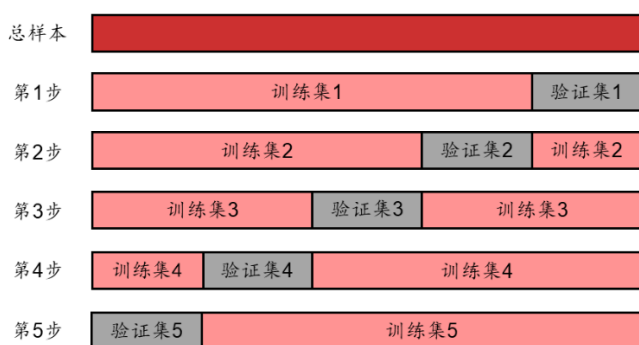 总样本
第1步 训练集1 验证集1
第2步 训练集2 验证集2 训练集2
第3步 训练集3 验证集3 训练集3
第4步 训练集4 验证集4 训练集4
第5步 验证集5 训练集5